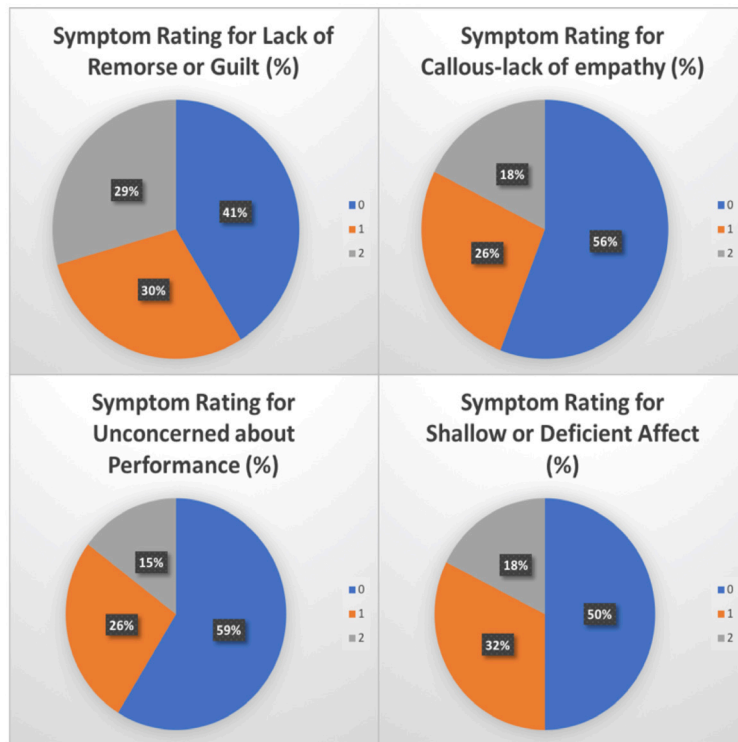 Symptom Rating for Lack of
Remorse or Guilt (%)
29%
41%
30%
0
1
2
Symptom Rating for
Callous-lack of empathy (%)
18%
56%
26%
0
1
2
Symptom Rating for
Unconcerned about
Performance (%)
15%
26%
59%
0
1
2
Symptom Rating for
Shallow or Deficient Affect
(%)
18%
50%
32%
0
1
2